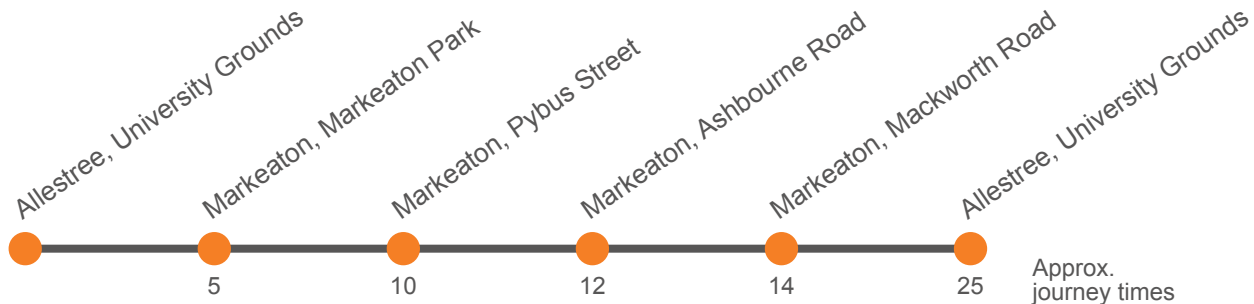 Allestree, University Grounds
Markeaton, Markeaton Park
Markeaton, Pybus Street
Markeaton, Ashbourne Road
Markeaton, Mackworth Road
Allestree, University Grounds
5
10
12
14
25
Approx.
journey times